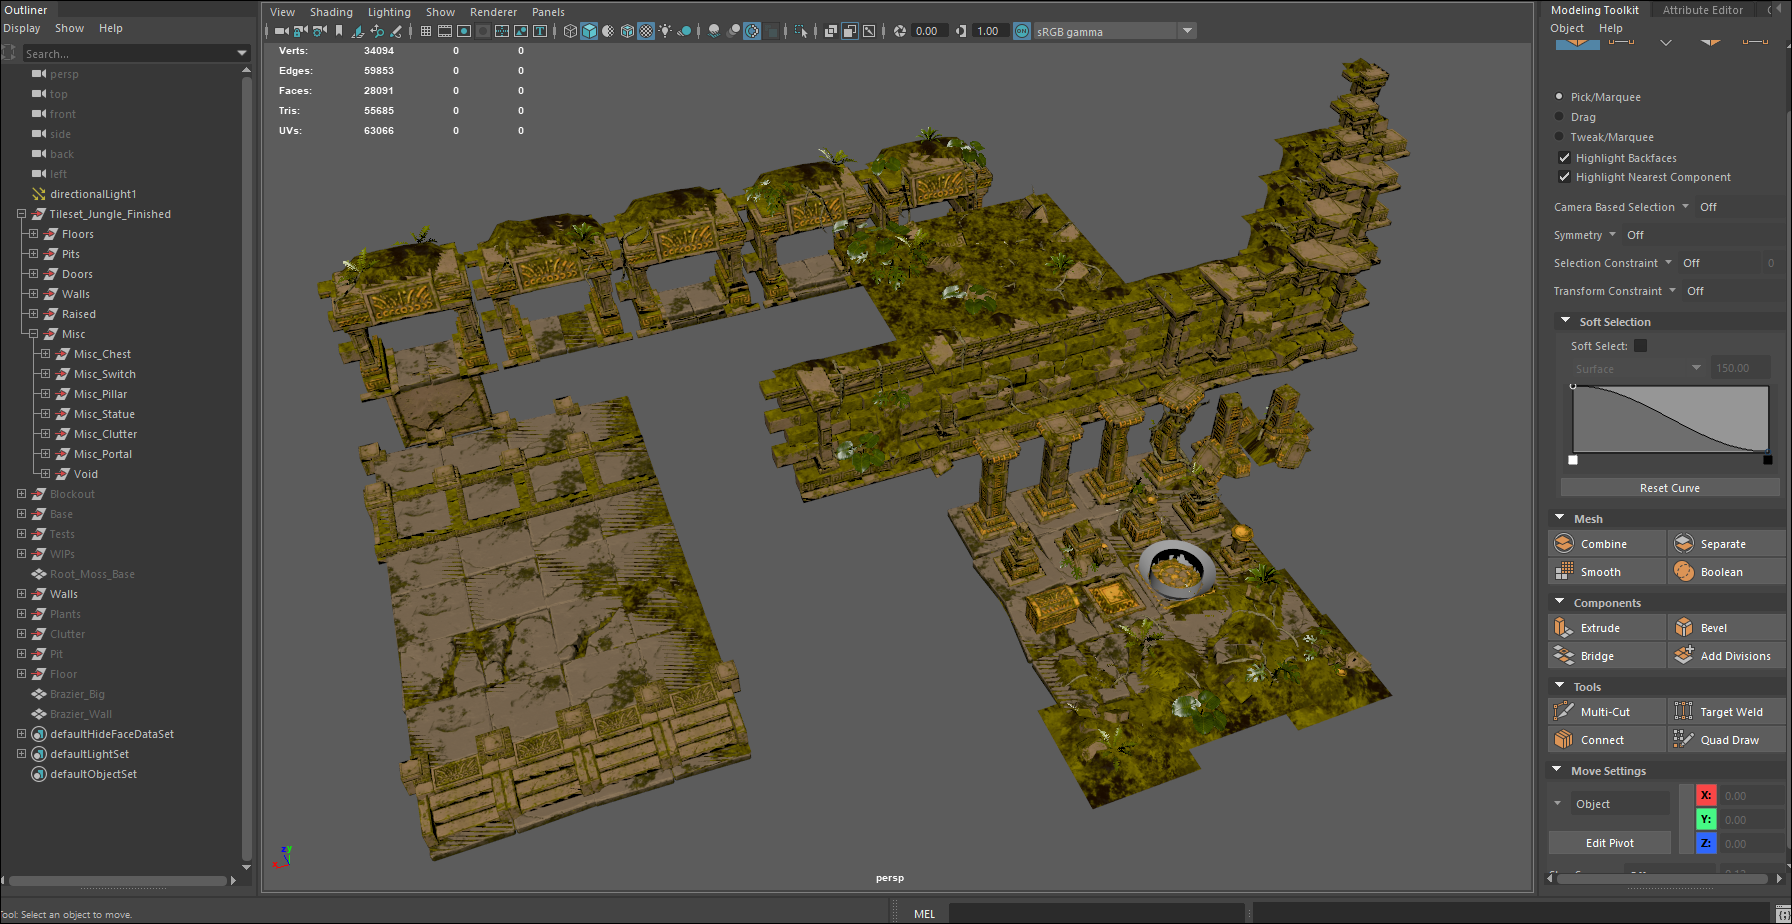 Outliner
Display Show Help
Search...
persp
top
front
side
back
left
directionalLight1
Tileset_Jungle_Finished
Floors
Pits
Doors
Walls
Raised
Misc
Misc_Chest
Misc_Switch
Misc_Pillar
Misc_Statue
Misc_Clutter
Misc_Portal
Void
Blockout
Base
Tests
WIPs
Root_Moss_Base
Walls
Plants
Clutter
Pit
Floor
Brazier_Big
Brazier_Wall
defaultHideFaceDataSet
defaultLightSet
defaultObjectSet
View Shading Lighting Show Renderer Panels
0.00 1.00 ON sRGB gamma
Verts: 34094 0 0
Edges: 59853 0 0
Faces: 28091 0 0
Tris: 55685 0 0
UVs: 63066 0 0
persp
Modeling Toolkit Attribute Editor
Object Help
Pick/Marquee
Drag
Tweak/Marquee
Highlight Backfaces
Highlight Nearest Component
Camera Based Selection Off
Symmetry Off
Selection Constraint Off 0
Transform Constraint Off
Soft Selection
Soft Select:
Surface 150.00
Reset Curve
Mesh
Combine Separate
Smooth Boolean
Components
Extrude Bevel
Bridge Add Divisions
Tools
Multi-Cut Target Weld
Connect Quad Draw
Move Settings
Object X: 0.00
Y: 0.00
Edit Pivot Z: 0.00
ool: Select an object to move.
MEL